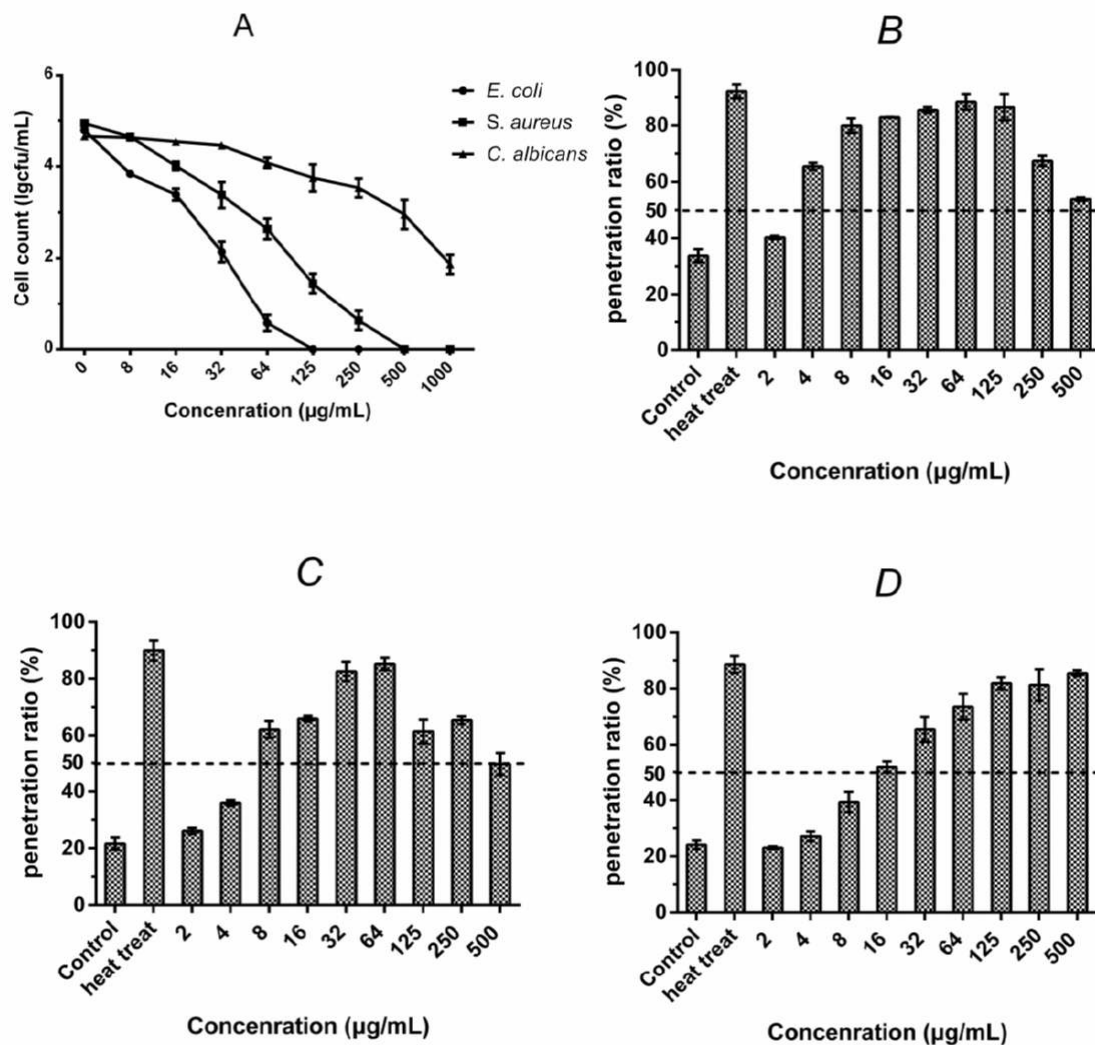 A
Cell count (lgcfu/mL)
6
4
2
0
0 8 16 32 64 125 250 500 1000
Concenration (µg/mL)
E. coli
S. aureus
C. albicans
B
penetration ratio (%)
100
80
60
50
40
20
0
Control heat treat 2 4 8 16 32 64 125 250 500
Concenration (µg/mL)
C
penetration ratio (%)
100
80
60
50
40
20
0
Control heat treat 2 4 8 16 32 64 125 250 500
Concenration (µg/mL)
D
penetration ratio (%)
100
80
60
50
40
20
0
Control heat treat 2 4 8 16 32 64 125 250 500
Concenration (µg/mL)